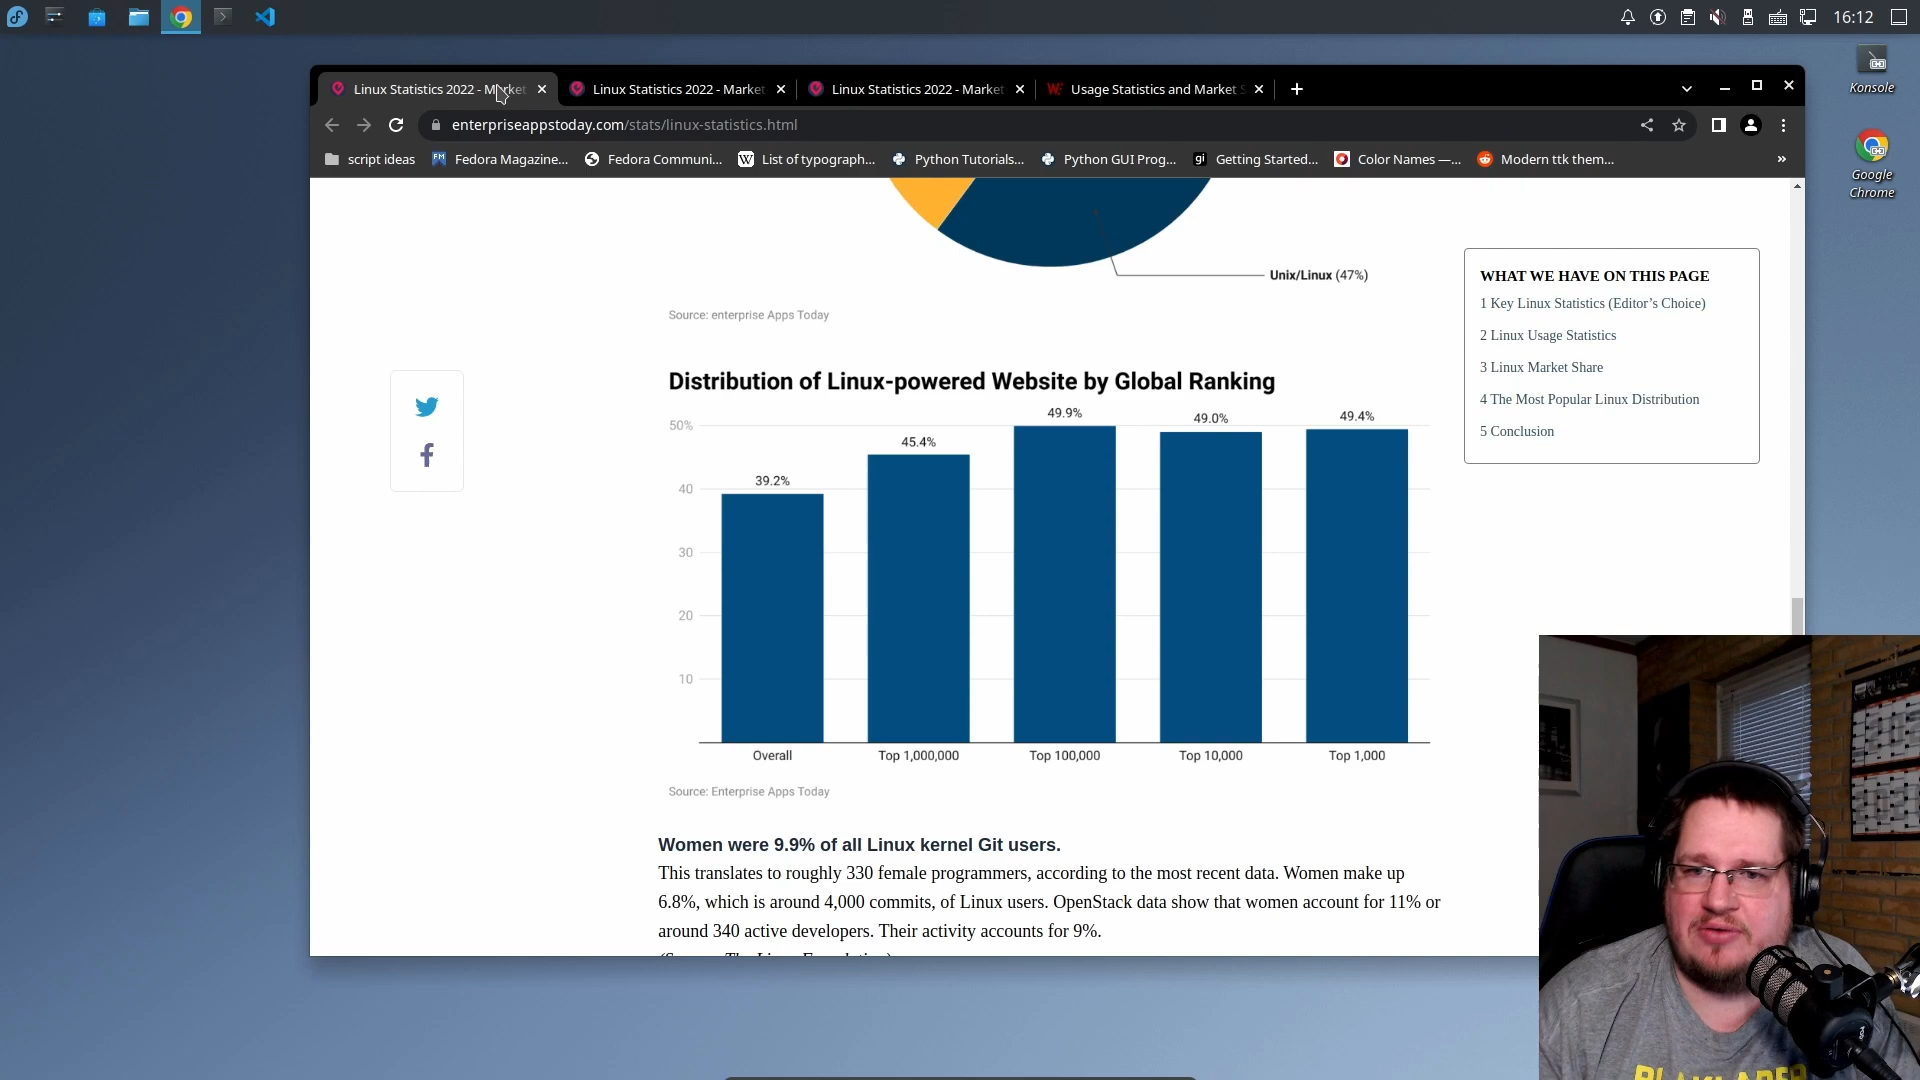 16:12
Konsole
Google
Chrome
Linux Statistics 2022 - Market
Linux Statistics 2022 - Market
Linux Statistics 2022 - Market
Usage Statistics and Market S
enterpriseappstoday.com/stats/linux-statistics.html
script ideas
FM
Fedora Magazine...
Fedora Communi...
W
List of typograph...
Python Tutorials...
Python GUI Prog...
gi
Getting Started...
Color Names —...
Modern ttk them...
»
Unix/Linux (47%)
Source: enterprise Apps Today
WHAT WE HAVE ON THIS PAGE
1 Key Linux Statistics (Editor’s Choice)
2 Linux Usage Statistics
3 Linux Market Share
4 The Most Popular Linux Distribution
5 Conclusion
Distribution of Linux-powered Website by Global Ranking
50%
40
30
20
10
39.2%
45.4%
49.9%
49.0%
49.4%
Overall
Top 1,000,000
Top 100,000
Top 10,000
Top 1,000
Source: Enterprise Apps Today
Women were 9.9% of all Linux kernel Git users.
This translates to roughly 330 female programmers, according to the most recent data. Women make up
6.8%, which is around 4,000 commits, of Linux users. OpenStack data show that women account for 11% or
around 340 active developers. Their activity accounts for 9%.